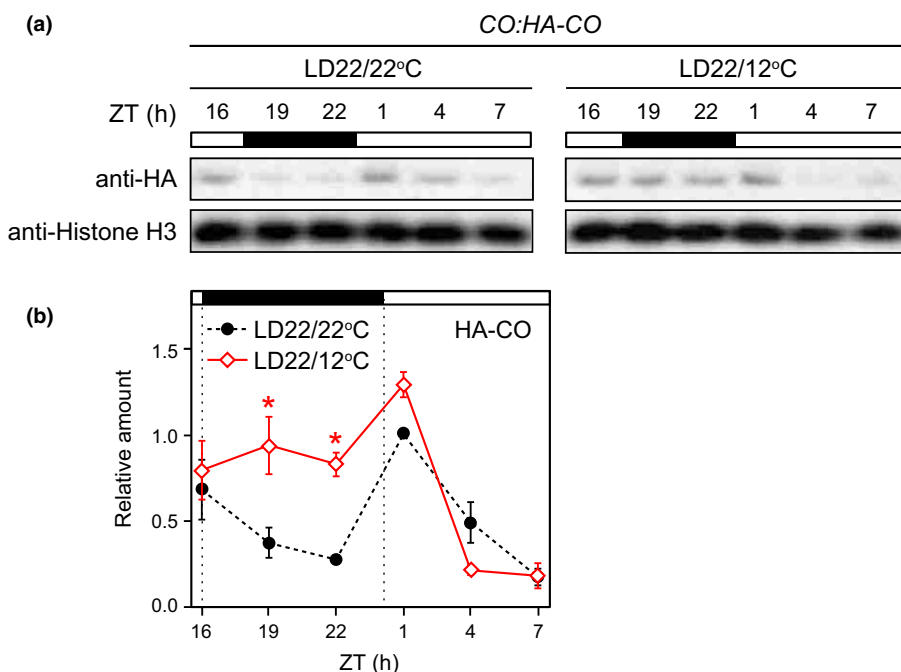 (a)
CO:HA-CO
LD22/22°C LD22/12°C
ZT (h) 16 19 22 1 4 7 16 19 22 1 4 7
anti-HA
anti-Histone H3
(b)
LD22/22°C HA-CO
LD22/12°C
1.5
1.0
0.5
0.0
Relative amount
* *
16 19 22 1 4 7
ZT (h)